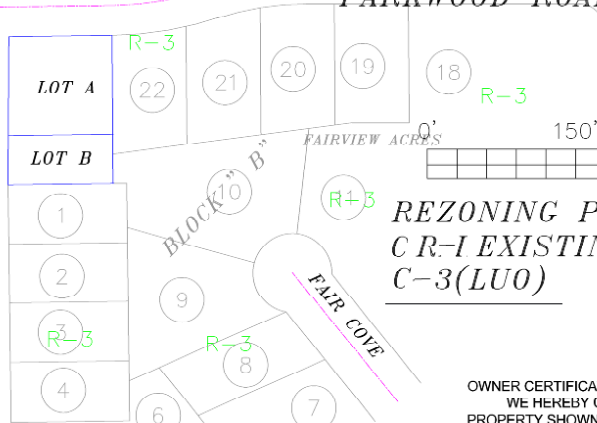 PARKWOOD ROA
R-3
LOT A
22
21
20
19
18
R-3
LOT B
FAIRVIEW ACRES
0'
150'
BLOCK "B"
10
11
R-3
1
REZONING P
C R-1 EXISTIN
C-3(LUO)
2
9
FAIR COVE
3
R-3
R-3
8
4
6
7
OWNER CERTIFICA
WE HEREBY C
PROPERTY SHOWN